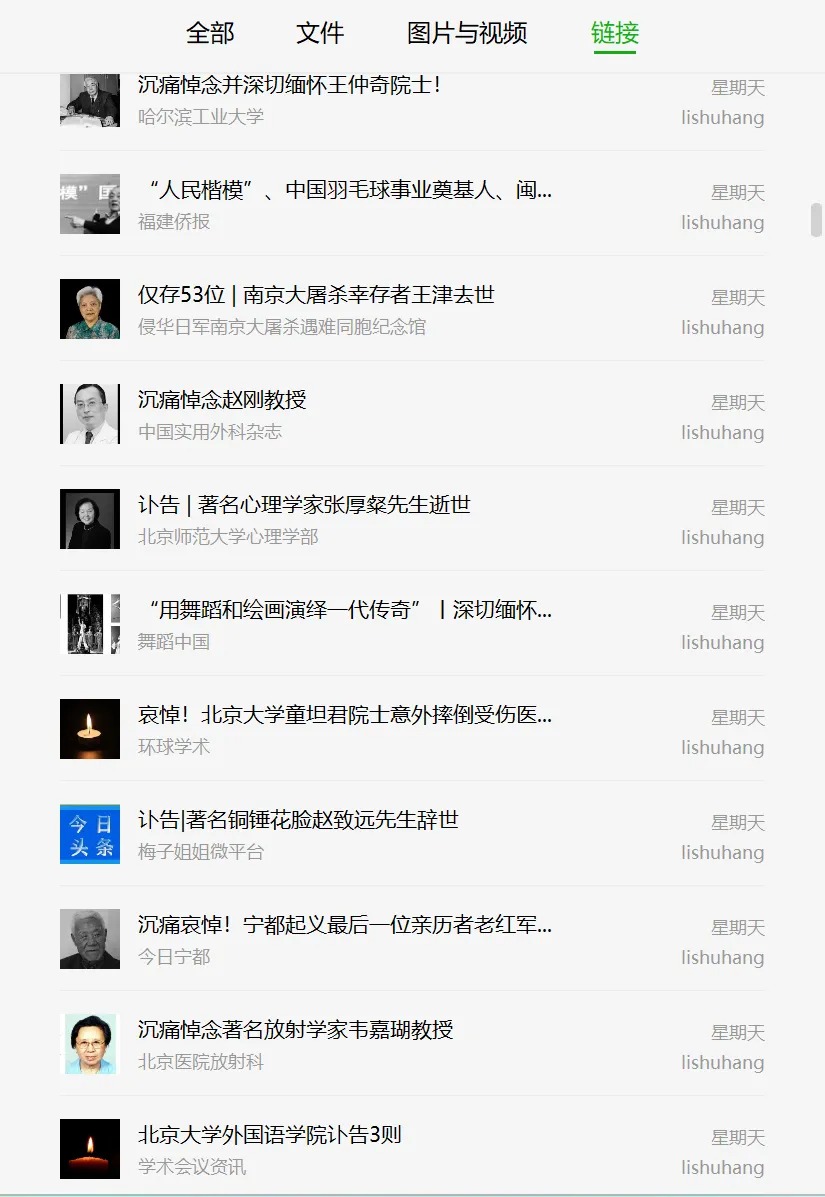 全部 文件 图片与视频 链接
沉痛悼念并深切缅怀王仲奇院士！ 星期天
哈尔滨工业大学 lishuhang
模”国
“人民楷模”、中国羽毛球事业奠基人、闽... 星期天
福建侨报 lishuhang
仅存53位 | 南京大屠杀幸存者王津去世 星期天
侵华日军南京大屠杀遇难同胞纪念馆 lishuhang
沉痛悼念赵刚教授 星期天
中国实用外科杂志 lishuhang
讣告 | 著名心理学家张厚粲先生逝世 星期天
北京师范大学心理学部 lishuhang
“用舞蹈和绘画演绎一代传奇”丨深切缅怀... 星期天
舞蹈中国 lishuhang
哀悼！北京大学童坦君院士意外摔倒受伤医... 星期天
环球学术 lishuhang
今日
头条
讣告|著名铜锤花脸赵致远先生辞世 星期天
梅子姐姐微平台 lishuhang
沉痛哀悼！宁都起义最后一位亲历者老红军... 星期天
今日宁都 lishuhang
沉痛悼念著名放射学家韦嘉瑚教授 星期天
北京医院放射科 lishuhang
北京大学外国语学院讣告3则 星期天
学术会议资讯 lishuhang